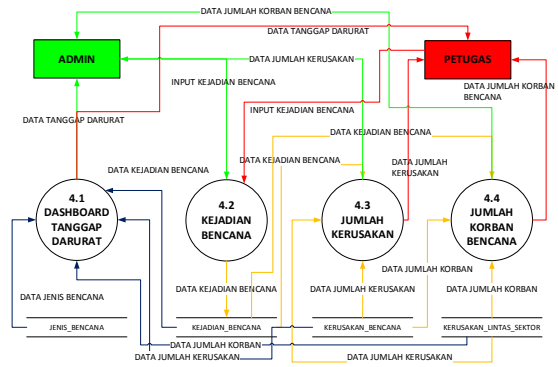 DATA JUMLAH KORBAN BENCANA
DATA TANGGAP DARURAT
ADMIN
DATA JUMLAH KERUSAKAN
PETUGAS
INPUT KEJADIAN BENCANA
DATA JUMLAH KORBAN
BENCANA
INPUT KEJADIAN BENCANA
DATA TANGGAP DARURAT
DATA KEJADIAN BENCANA
DATA KEJADIAN BENCANA
DATA KEJADIAN BENCANA
DATA JUMLAH
KERUSAKAN
4.1
DASHBOARD
TANGGAP
DARURAT
4.2
KEJADIAN
BENCANA
4.3
JUMLAH
KERUSAKAN
4.4
JUMLAH
KORBAN
BENCANA
DATA JUMLAH KORBAN
DATA KEJADIAN BENCANA
DATA JUMLAH KERUSAKAN
DATA JUMLAH KORBAN
DATA JENIS BENCANA
JENIS_BENCANA
KEJADIAN_BENCANA
KERUSAKAN_BENCANA
KERUSAKAN_LINTAS_SEKTOR
DATA JUMLAH KORBAN
DATA JUMLAH KERUSAKAN
DATA JUMLAH KERUSAKAN